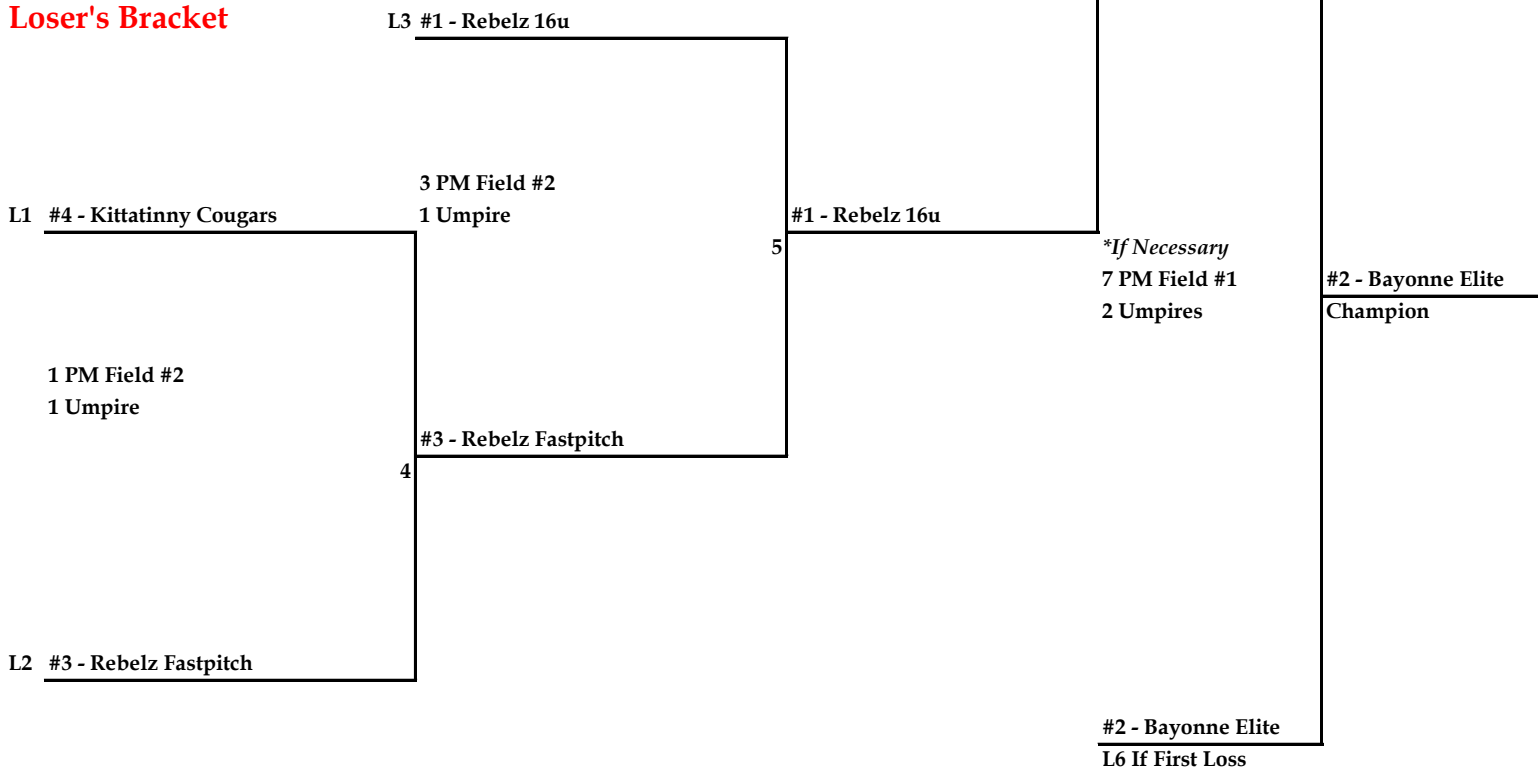 Loser's Bracket
L3 #1 - Rebelz 16u
3 PM Field #2
L1 #4 - Kittatinny Cougars
1 Umpire
#1 - Rebelz 16u
5
*If Necessary
7 PM Field #1
#2 - Bayonne Elite
2 Umpires
Champion
1 PM Field #2
1 Umpire
#3 - Rebelz Fastpitch
4
L2 #3 - Rebelz Fastpitch
#2 - Bayonne Elite
L6 If First Loss